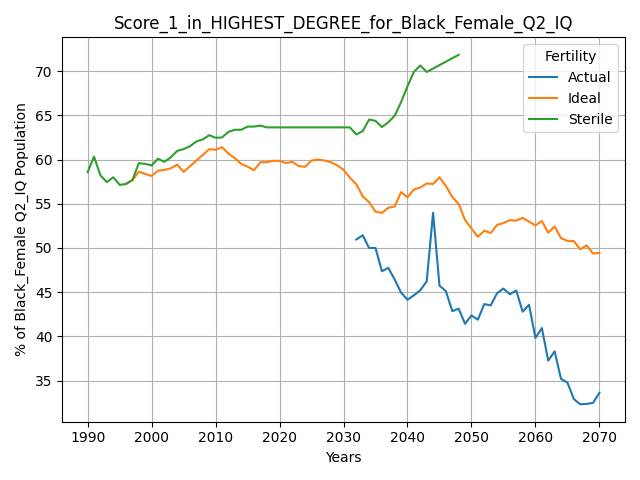 Score_1_in_HIGHEST_DEGREE_for_Black_Female_Q2_IQ
Fertility
Actual
Ideal
Sterile
% of Black_Female Q2_IQ Population
70
65
60
55
50
45
40
35
1990 2000 2010 2020 2030 2040 2050 2060 2070
Years